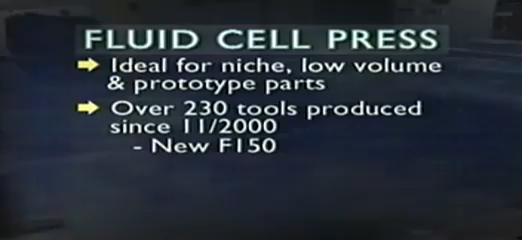 FLUID CELL PRESS
Ideal for niche, low volume
& prototype parts
Over 230 tools produced
since 11/2000
- New F150